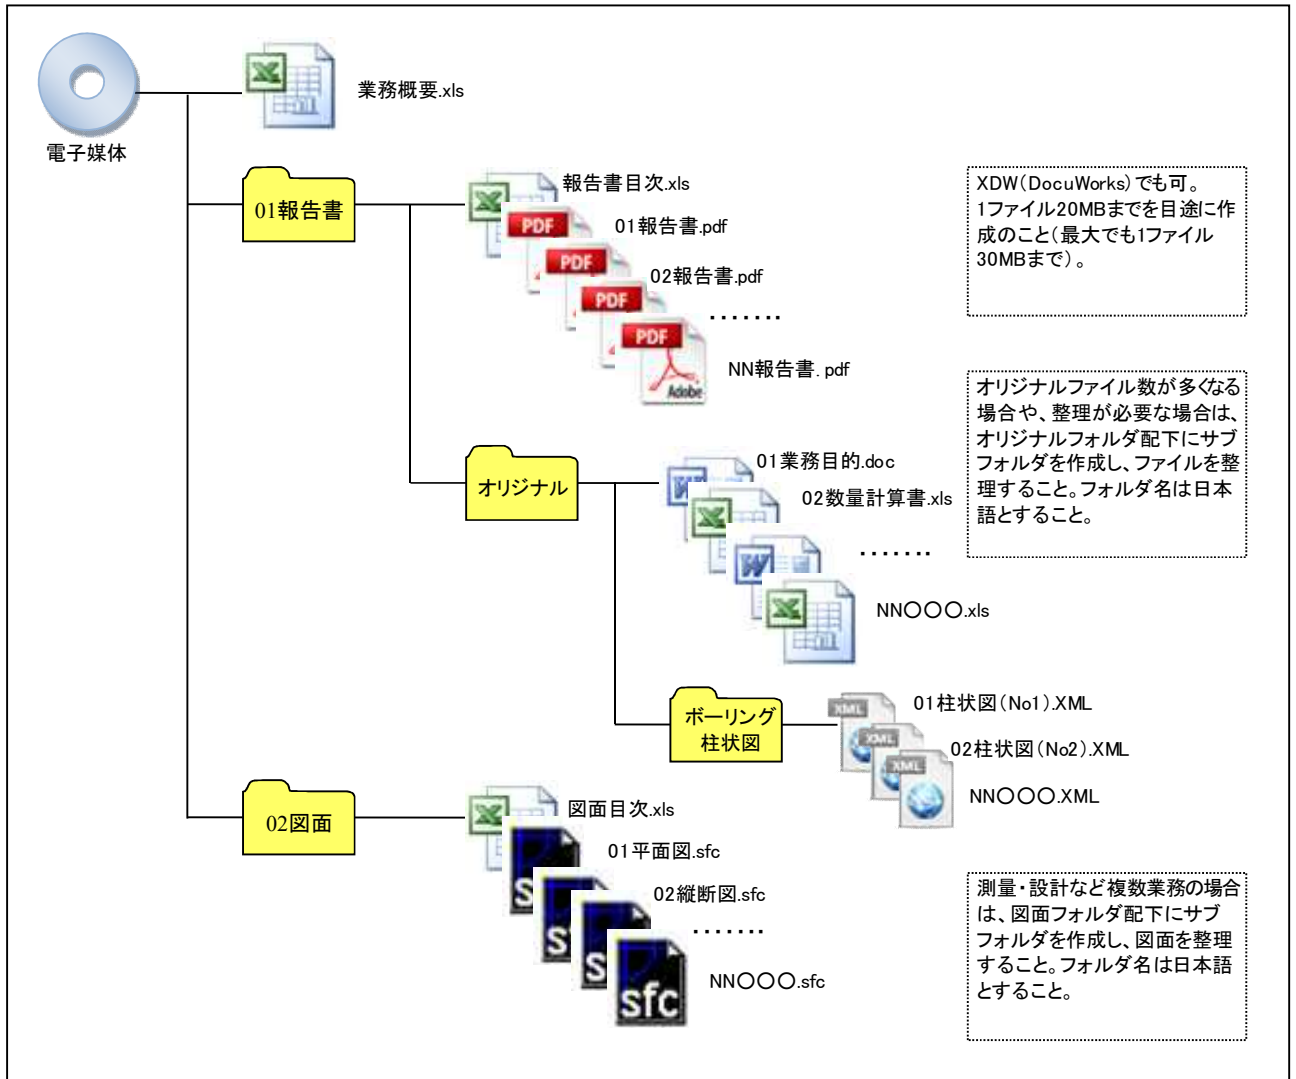 業務概要.xls
電子媒体
01報告書
報告書目次.xls
01報告書.pdf
02報告書.pdf
・・・・・・・
NN報告書. pdf
PDF
PDF
PDF
PDF
Adobe
XDW(DocuWorks)でも可。
1ファイル20MBまでを目途に作
成のこと(最大でも1ファイル
30MBまで)。
オリジナル
01業務目的.doc
02数量計算書.xls
・・・・・・・
NN〇〇〇.xls
オリジナルファイル数が多くなる
場合や、整理が必要な場合は、
オリジナルフォルダ配下にサブ
フォルダを作成し、ファイルを整
理すること。フォルダ名は日本
語とすること。
ボーリング
柱状図
01柱状図(No1).XML
02柱状図(No2).XML
NN〇〇〇.XML
XML
XML
XML
02図面
図面目次.xls
01平面図.sfc
02縦断図.sfc
・・・・・・・
NN〇〇〇.sfc
sfc
測量・設計など複数業務の場合
は、図面フォルダ配下にサブ
フォルダを作成し、図面を整理
すること。フォルダ名は日本語
とすること。